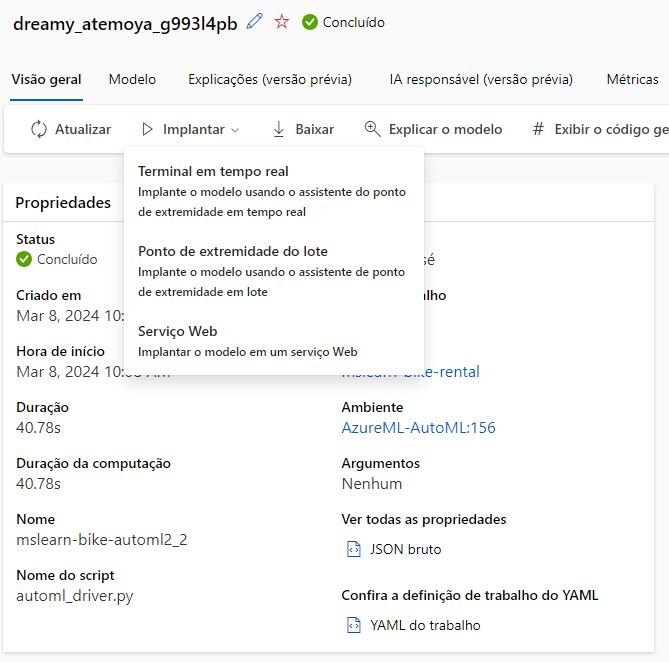 dreamy_atemoya_g993l4pb Concluído
Visão geral Modelo Explicações (versão prévia) IA responsável (versão prévia) Métricas
Atualizar Implantar Baixar Explicar o modelo # Exibir o código ge
Terminal em tempo real
Implante o modelo usando o assistente do ponto
de extremidade em tempo real
Ponto de extremidade do lote
Implante o modelo usando o assistente de ponto
de extremidade em lote
Serviço Web
Implantar o modelo em um serviço Web
Propriedades
Status
Concluído
Criado em
Mar 8, 2024 10:
Hora de início
Mar 8, 2024
Duração
40.78s
Duração da computação
40.78s
Nome
mslearn-bike-automl2_2
Nome do script
automl_driver.py
sé
lho
mslearn-bike-rental
Ambiente
AzureML-AutoML:156
Argumentos
Nenhum
Ver todas as propriedades
JSON bruto
Confira a definição de trabalho do YAML
YAML do trabalho